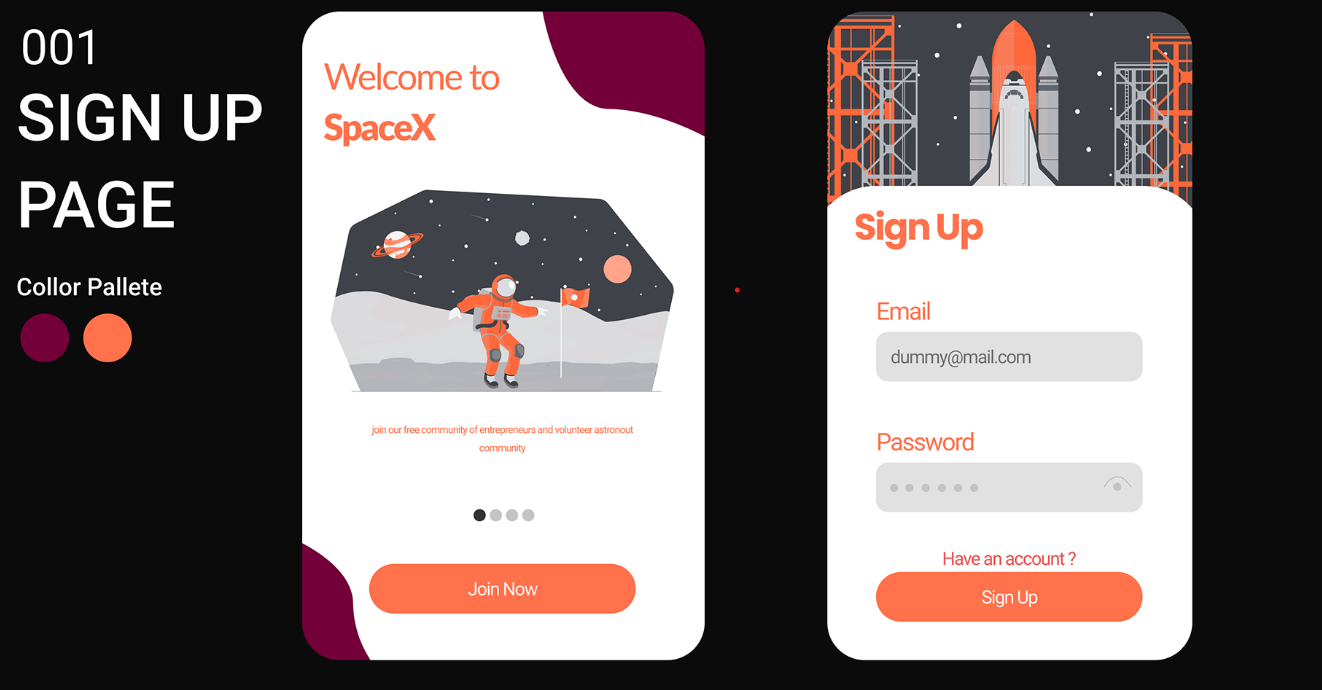 001
SIGN UP
PAGE
Collor Pallete
Welcome to
SpaceX
join our free community of entrepreneurs and volunteer astronout
community
Join Now
Sign Up
Email
dummy@mail.com
Password
Have an account ?
Sign Up